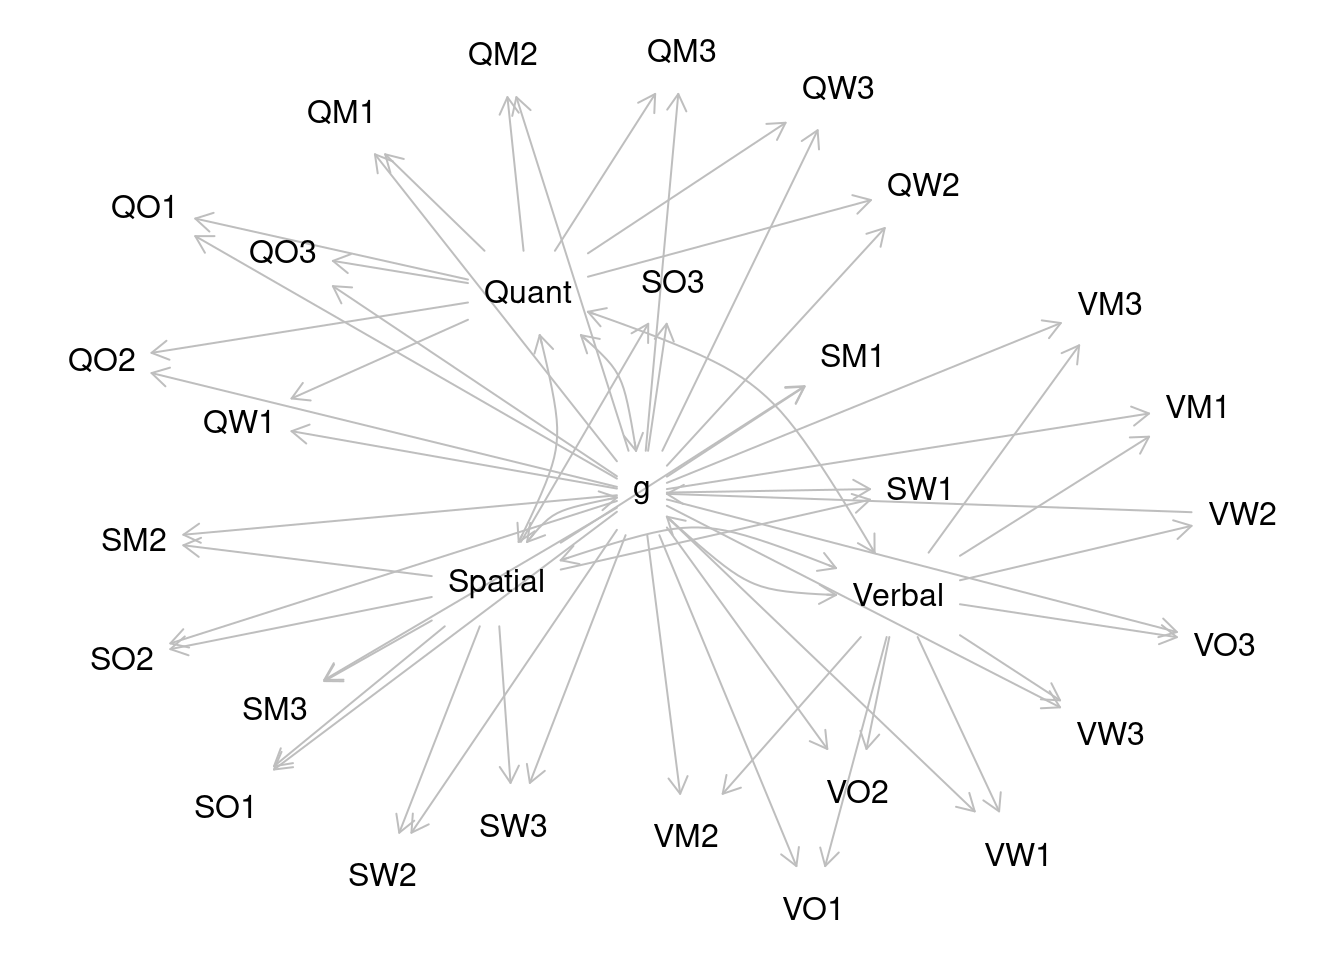 QM2
QM3
QW3
QM1
QW2
QO1
QO3
SO3
Quant
VM3
SM1
QO2
VM1
QW1
g
SW1
VW2
SM2
Spatial
Verbal
VO3
SO2
SM3
VW3
VO2
SO1
SW3
VM2
VW1
SW2
VO1